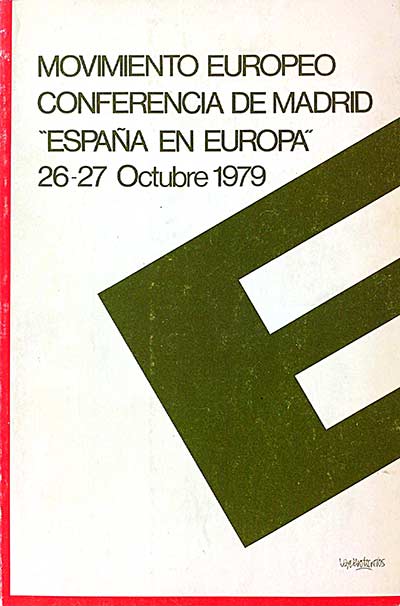 MOVIMIENTO EUROPEO
CONFERENCIA DE MADRID
"ESPAÑA EN EUROPA"
26-27 Octubre 1979
E